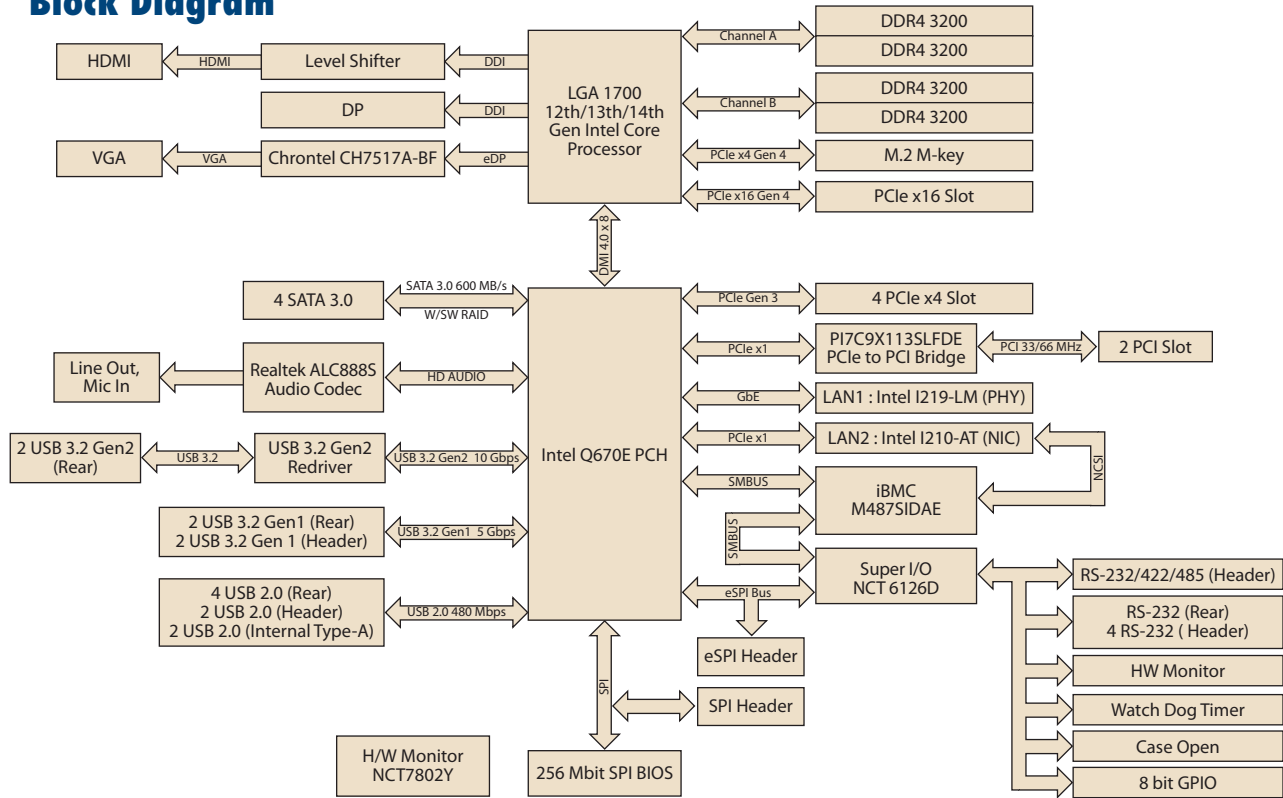 Block Diagram
HDMI
HDMI
Level Shifter
DDI
DP
DDI
VGA
VGA
Chrontel CH7517A-BF
eDP
LGA 1700
12th/13th/14th
Gen Intel Core
Processor
Channel A
DDR4 3200
DDR4 3200
Channel B
DDR4 3200
DDR4 3200
PCIe x4 Gen 4
M.2 M-key
PCIe x16 Gen 4
PCIe x16 Slot
DMI 4.0 x 8
4 SATA 3.0
SATA 3.0 600 MB/s
W/SW RAID
Line Out,
Mic In
Realtek ALC888S
Audio Codec
HD AUDIO
2 USB 3.2 Gen2
(Rear)
USB 3.2
USB 3.2 Gen2
Redriver
USB 3.2 Gen2 10 Gbps
2 USB 3.2 Gen1 (Rear)
2 USB 3.2 Gen 1 (Header)
USB 3.2 Gen1 5 Gbps
4 USB 2.0 (Rear)
2 USB 2.0 (Header)
2 USB 2.0 (Internal Type-A)
USB 2.0 480 Mbps
Intel Q670E PCH
PCIe Gen 3
4 PCIe x4 Slot
PCIe x1
PI7C9X113SLFDE
PCIe to PCI Bridge
PCI 33/66 MHz
2 PCI Slot
GbE
LAN1 : Intel I219-LM (PHY)
PCIe x1
LAN2 : Intel I210-AT (NIC)
NCSI
SMBUS
iBMC
M487SIDAE
SMBUS
Super I/O
NCT 6126D
eSPI Bus
eSPI Header
SPI
SPI Header
256 Mbit SPI BIOS
H/W Monitor
NCT7802Y
RS-232/422/485 (Header)
RS-232 (Rear)
4 RS-232 ( Header)
HW Monitor
Watch Dog Timer
Case Open
8 bit GPIO